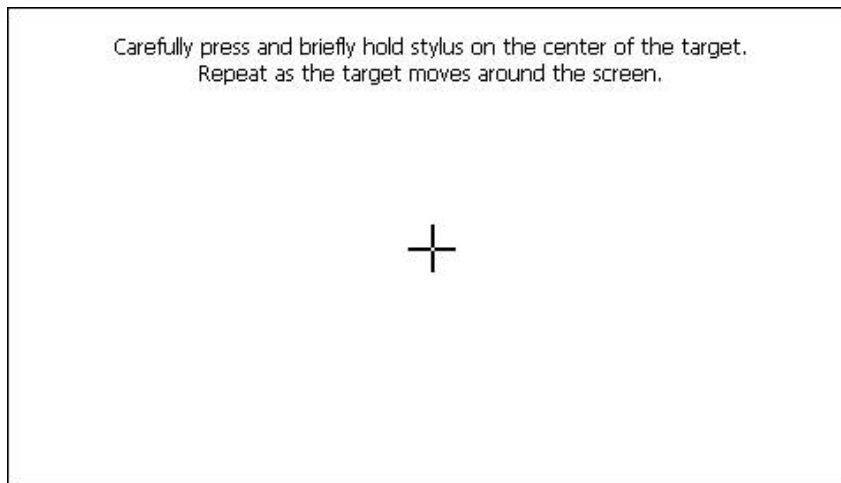 Carefully press and briefly hold stylus on the center of the target.
Repeat as the target moves around the screen.